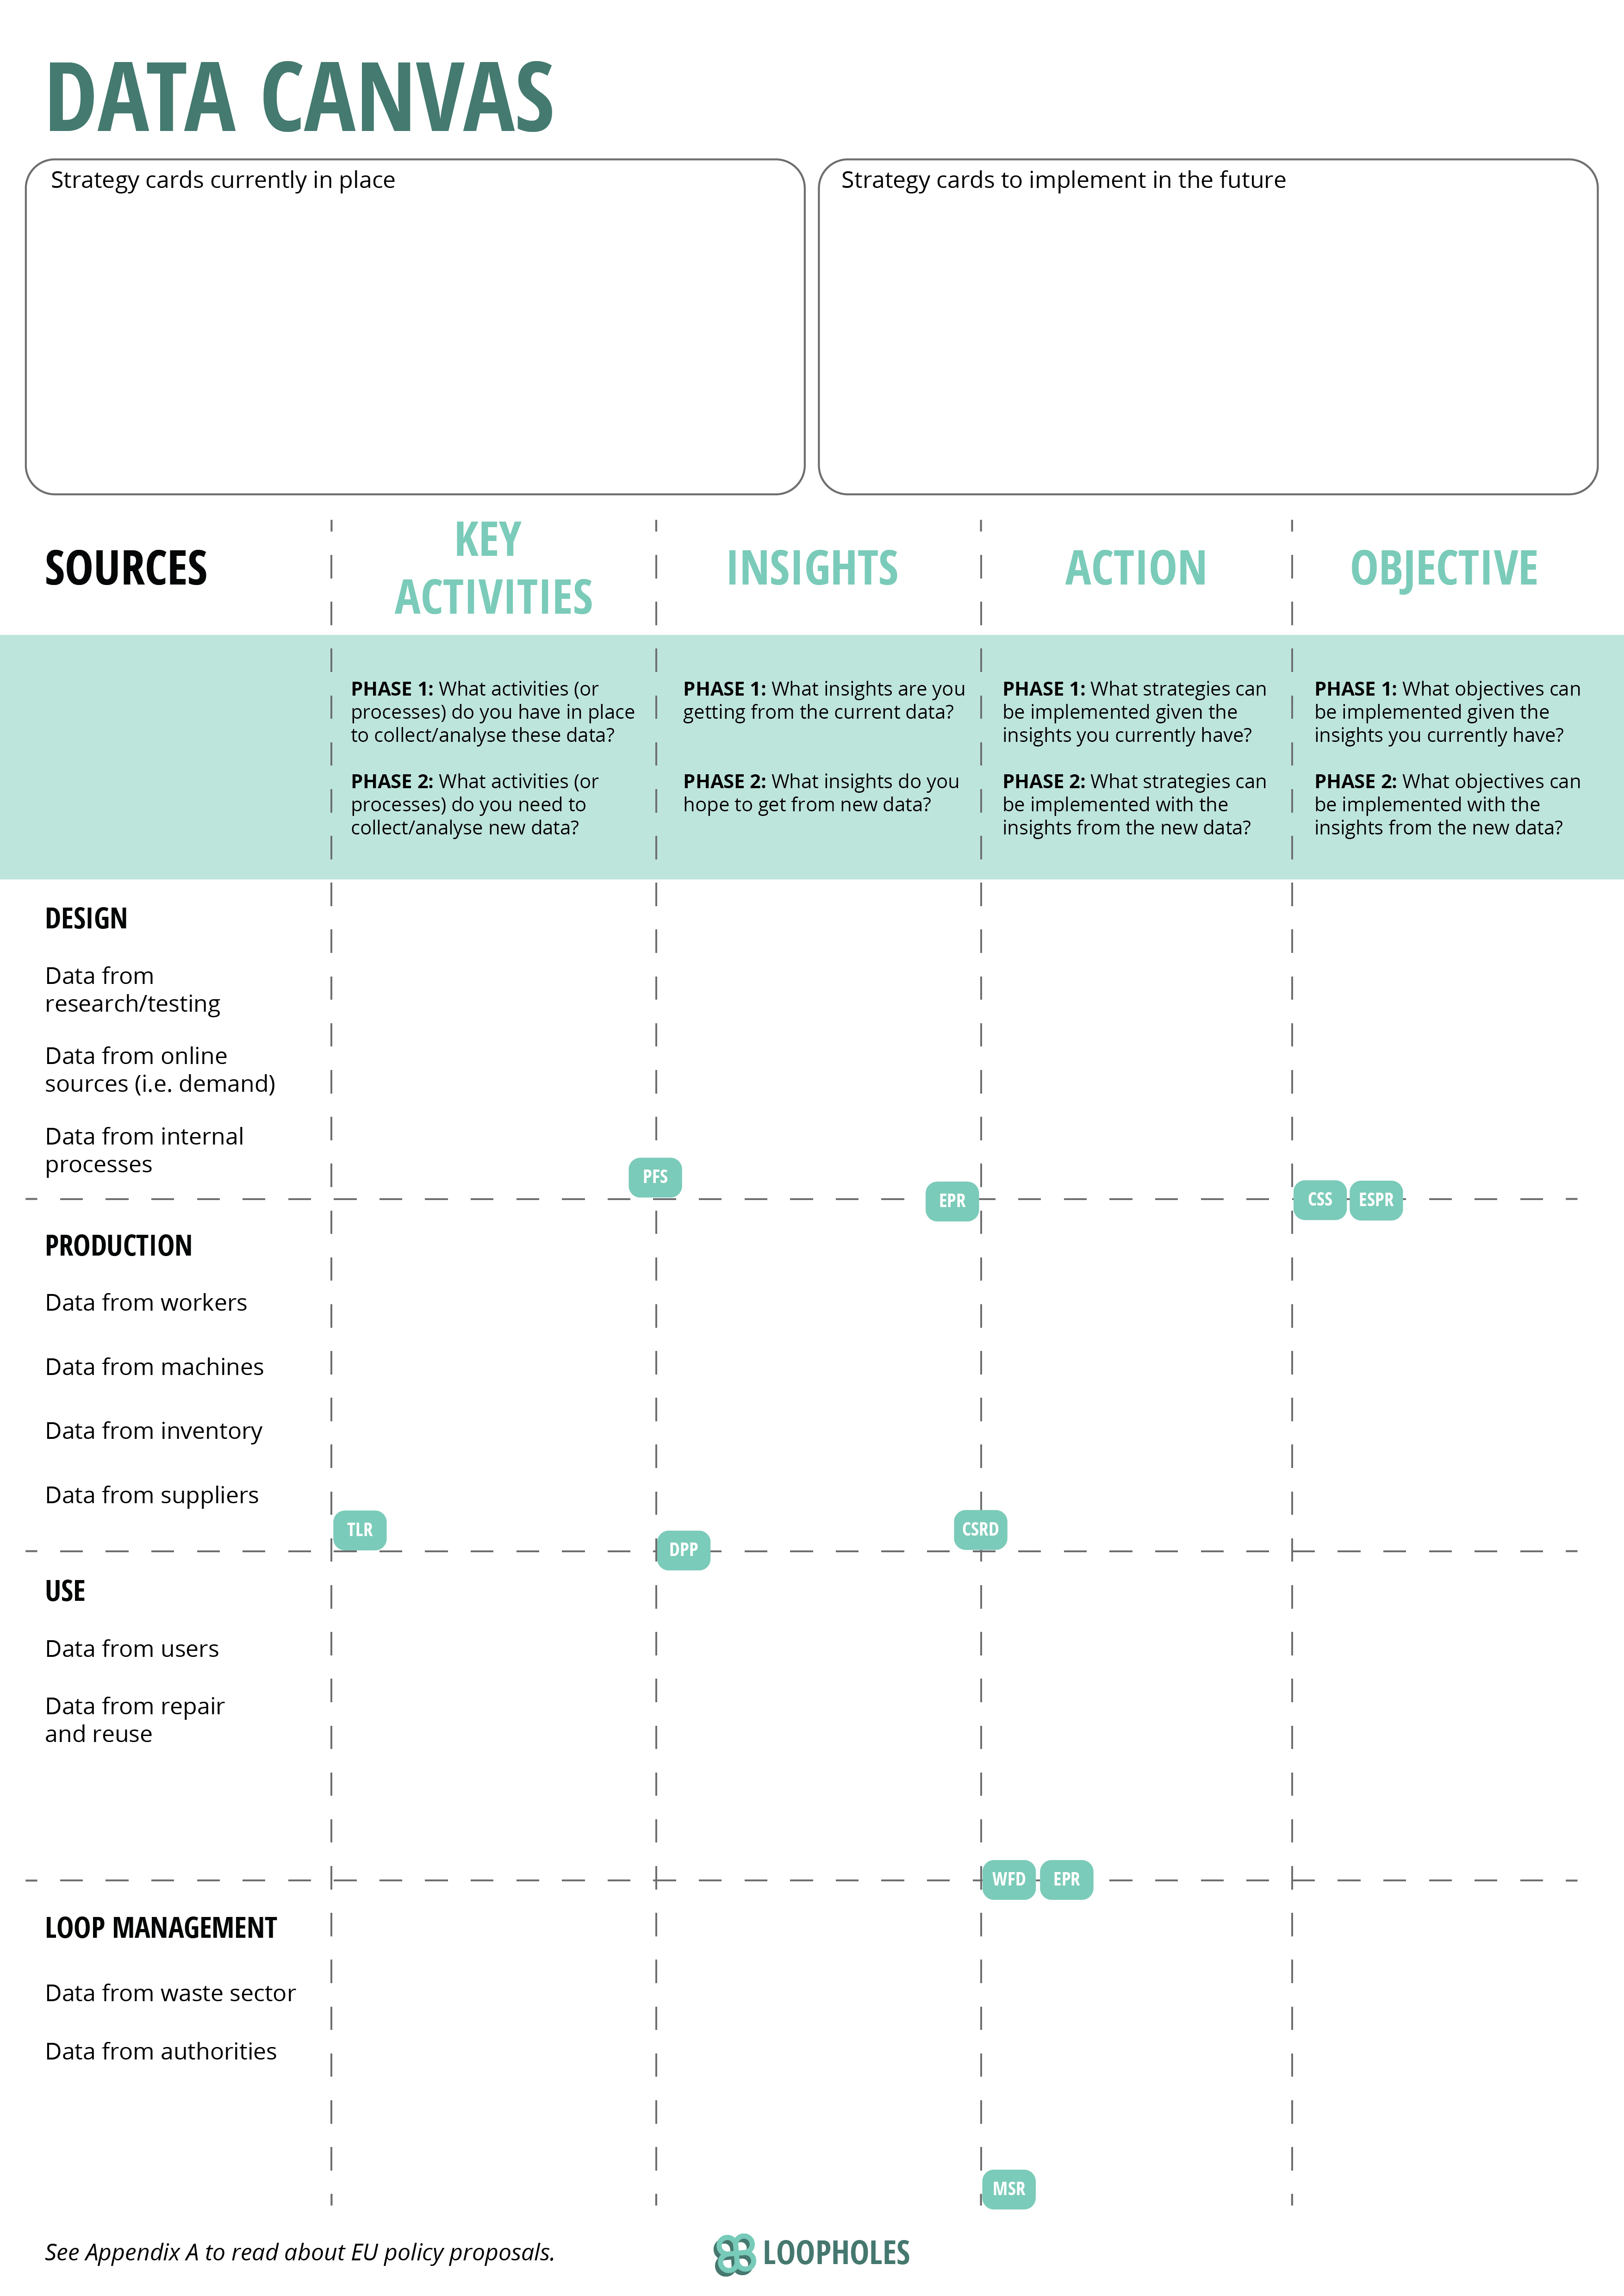 DATA CANVAS
Strategy cards currently in place
Strategy cards to implement in the future
SOURCES
KEY
ACTIVITIES
INSIGHTS
ACTION
OBJECTIVE
PHASE 1: What activities (or
processes) do you have in place
to collect/analyse these data?
PHASE 2: What activities (or
processes) do you need to
collect/analyse new data?
PHASE 1: What insights are you
getting from the current data?
PHASE 2: What insights do you
hope to get from new data?
PHASE 1: What strategies can
be implemented given the
insights you currently have?
PHASE 2: What strategies can
be implemented with the
insights from the new data?
PHASE 1: What objectives can
be implemented given the
insights you currently have?
PHASE 2: What objectives can
be implemented with the
insights from the new data?
DESIGN
Data from
research/testing
Data from online
sources (i.e. demand)
Data from internal
processes
PFS
EPR
CSS
ESPR
PRODUCTION
Data from workers
Data from machines
Data from inventory
Data from suppliers
TLR
DPP
CSRD
USE
Data from users
Data from repair
and reuse
WFD
EPR
LOOP MANAGEMENT
Data from waste sector
Data from authorities
MSR
See Appendix A to read about EU policy proposals.
LOOPHOLES